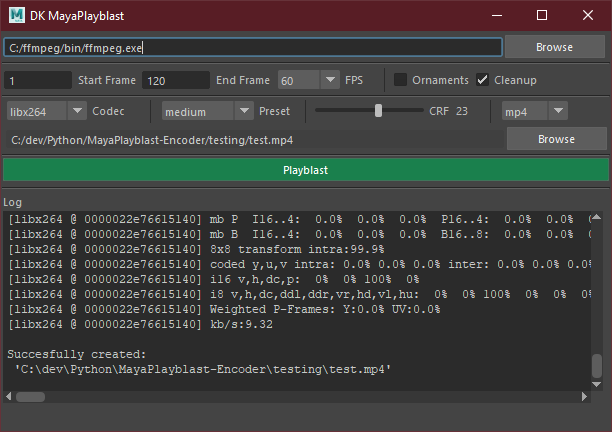 DK MayaPlayblast
C:/ffmpeg/bin/ffmpeg.exe Browse
1 Start Frame 120 End Frame 60 FPS Ornaments Cleanup
libx264 Codec medium Preset CRF 23 mp4
C:/dev/Python/MayaPlayblast-Encoder/testing/test.mp4 Browse
Playblast
Log
[libx264 @ 0000022e76615140] mb P  I16..4:  0.0%  0.0%  0.0%  P16..4:  0.0%  0.0%
[libx264 @ 0000022e76615140] mb B  I16..4:  0.0%  0.0%  0.0%  B16..8:  0.0%  0.0%
[libx264 @ 0000022e76615140] 8x8 transform intra:99.9%
[libx264 @ 0000022e76615140] coded y,u,v intra: 0.0% 0.0% 0.0% inter: 0.0% 0.0% 0.0%
[libx264 @ 0000022e76615140] i16 v,h,dc,p:  0%  0% 100%  0%
[libx264 @ 0000022e76615140] i8 v,h,dc,ddl,ddr,vr,hd,vl,hu:  0%  0% 100%  0%  0%
[libx264 @ 0000022e76615140] Weighted P-Frames: Y:0.0% UV:0.0%
[libx264 @ 0000022e76615140] kb/s:9.32
Succesfully created:
'C:\dev\Python\MayaPlayblast-Encoder\testing\test.mp4'